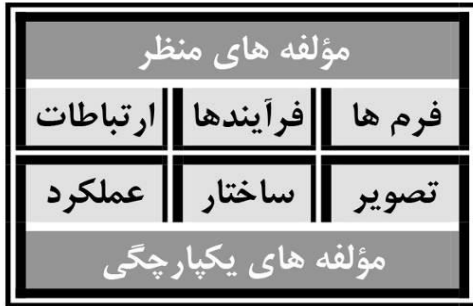 مؤلفه های منظر
فرم ها فرآیندها ارتباطات
تصویر ساختار عملکرد
مؤلفه های یکپارچگی